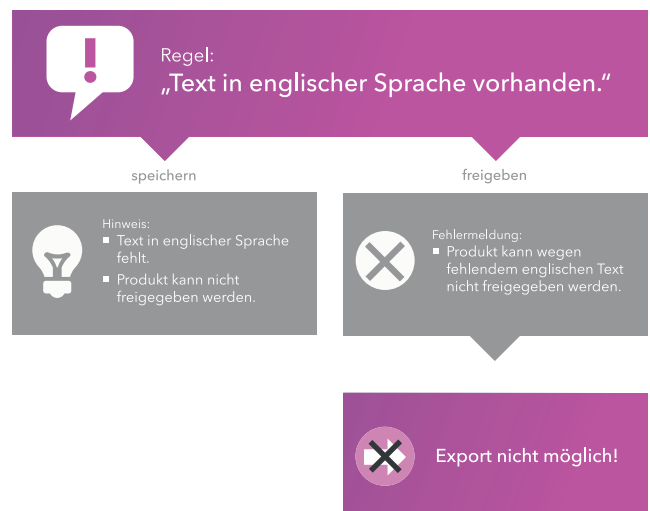 Regel:
„Text in englischer Sprache vorhanden.“
speichern
freigeben
Hinweis:
▪ Text in englischer Sprache
fehlt.
▪ Produkt kann nicht
freigegeben werden.
Fehlermeldung:
▪ Produkt kann wegen
fehlendem englischen Text
nicht freigegeben werden.
Export nicht möglich!